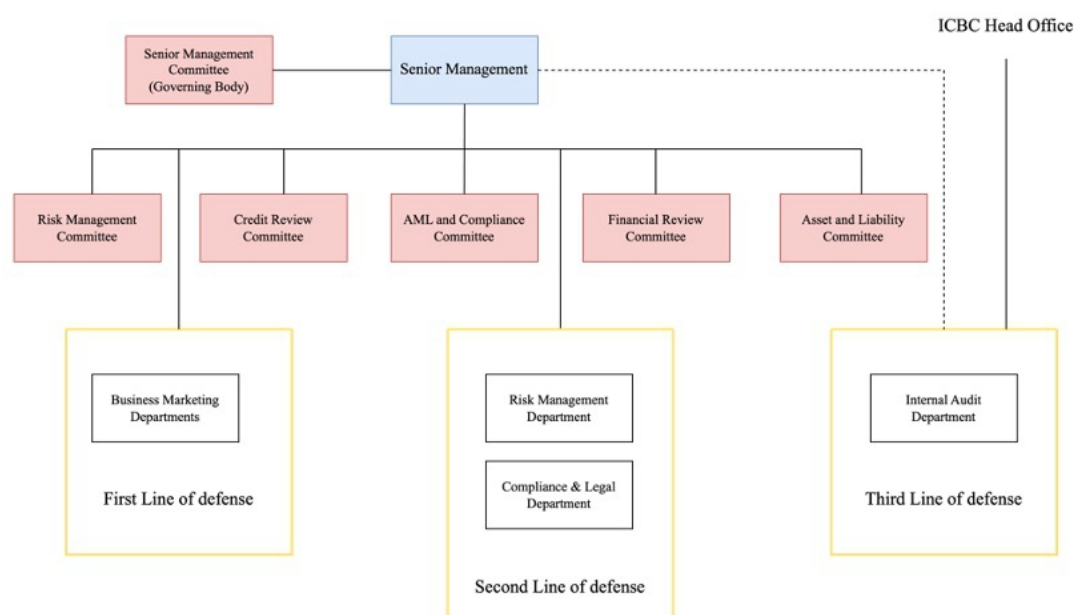 ICBC Head Office
Senior Management
Committee
(Governing Body)
Senior Management
Risk Management
Committee
Credit Review
Committee
AML and Compliance
Committee
Financial Review
Committee
Asset and Liability
Committee
Business Marketing
Departments
First Line of defense
Risk Management
Department
Compliance & Legal
Department
Second Line of defense
Internal Audit
Department
Third Line of defense